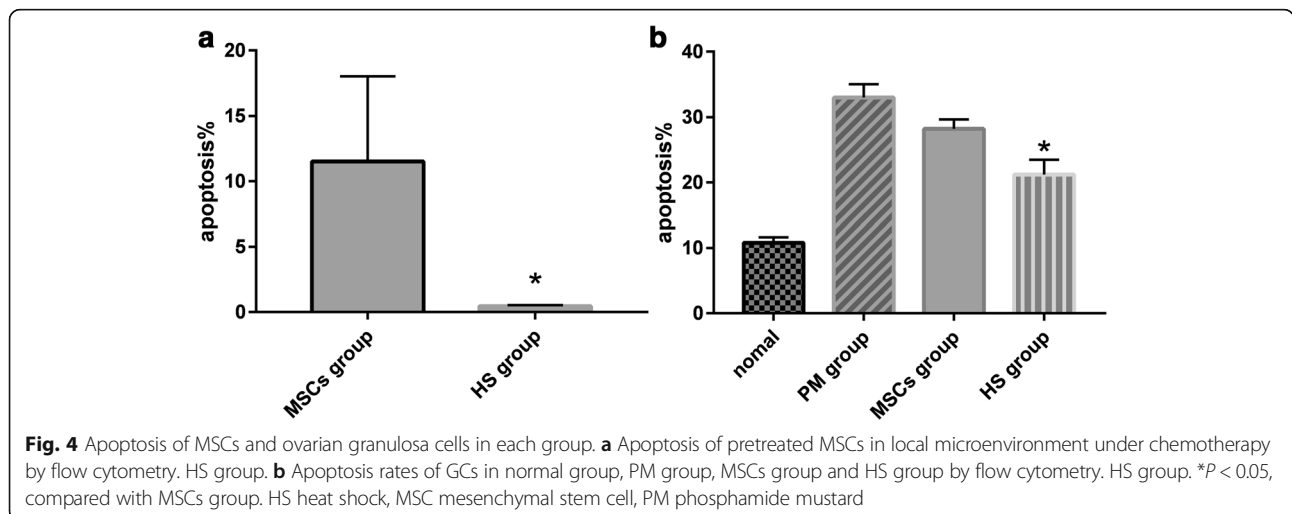 a
20
15
10
5
0
apoptosis%
*
MSCs group
HS group
b
40
30
20
10
0
apoptosis%
*
nomal
PM group
MSCs group
HS group
Fig. 4 Apoptosis of MSCs and ovarian granulosa cells in each group. a Apoptosis of pretreated MSCs in local microenvironment under chemotherapy
by flow cytometry. HS group. b Apoptosis rates of GCs in normal group, PM group, MSCs group and HS group by flow cytometry. HS group. *P < 0.05,
compared with MSCs group. HS heat shock, MSC mesenchymal stem cell, PM phosphamide mustard